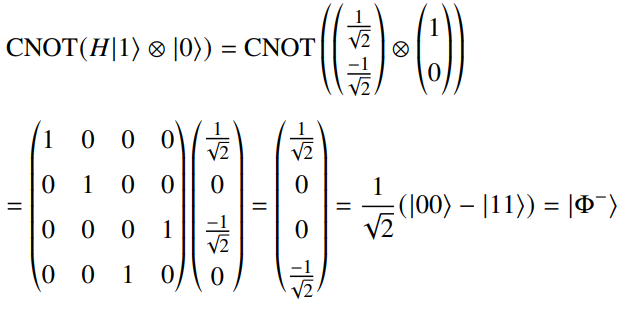 CNOT(H|1⟩ ⊗ |0⟩) = CNOT((1/√2 -1/√2) ⊗ (1 0))
= (1 0 0 0 0 1 0 0 0 0 0 1 0 0 1 0) (1/√2 0 -1/√2 0) = (1/√2 0 0 -1/√2) = 1/√2 (|00⟩ − |11⟩) = |Φ⁻⟩